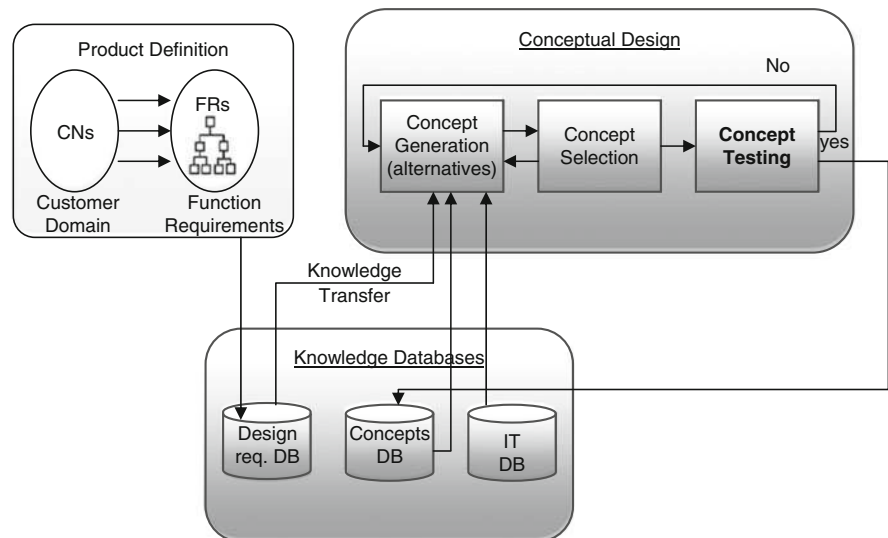 Product Definition
CNs
FRs
Customer
Domain
Function
Requirements
Conceptual Design
No
Concept
Generation
(alternatives)
Concept
Selection
Concept
Testing
yes
Knowledge
Transfer
Knowledge Databases
Design
req. DB
Concepts
DB
IT
DB